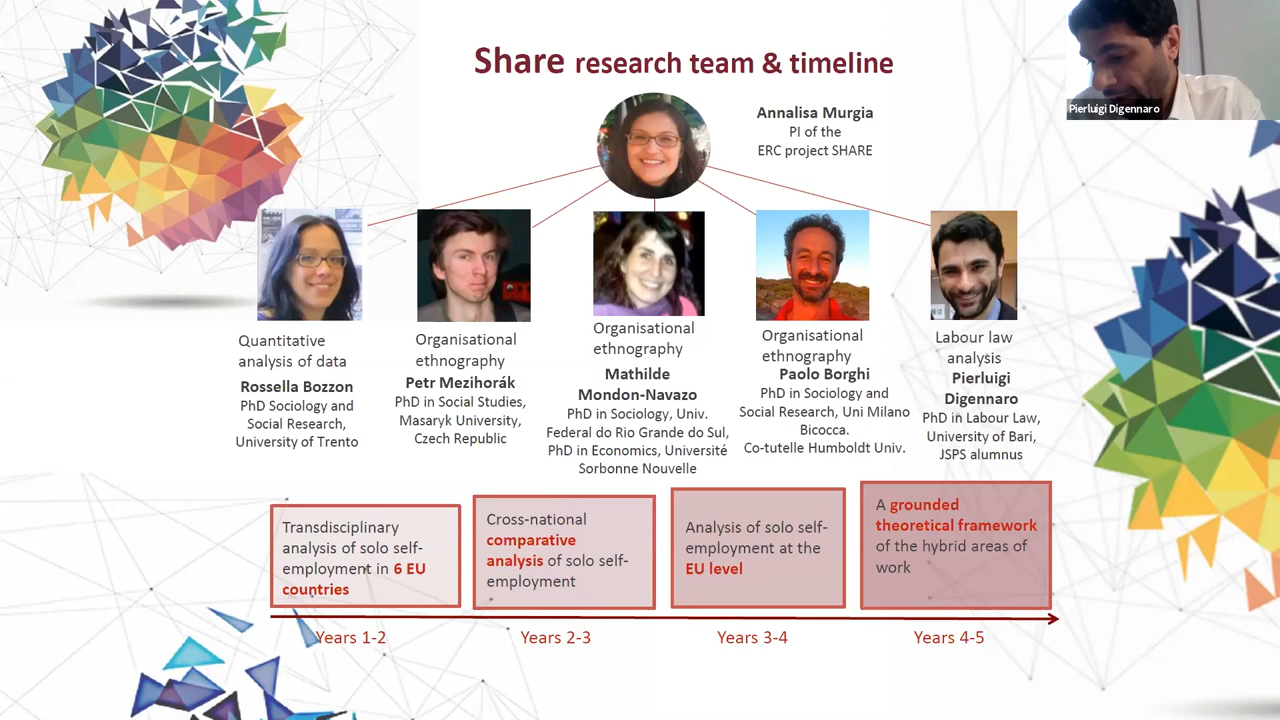 Share research team & timeline
Pierluigi Digennaro
Annalisa Murgia
PI of the
ERC project SHARE
Quantitative
analysis of data
Rossella Bozzon
PhD Sociology and
Social Research,
University of Trento
Organisational
ethnography
Petr Mezihorák
PhD in Social Studies,
Masaryk University,
Czech Republic
Organisational
ethnography
Mathilde
Mondon-Navazo
PhD in Sociology, Univ.
Federal do Rio Grande do Sul,
PhD in Economics, Université
Sorbonne Nouvelle
Organisational
ethnography
Paolo Borghi
PhD in Sociology and
Social Research, Uni Milano
Bicocca.
Co-tutelle Humboldt Univ.
Labour law
analysis
Pierluigi
Digennaro
PhD in Labour Law,
University of Bari,
JSPS alumnus
Transdisciplinary
analysis of solo self-
employment in 6 EU
countries
Cross-national
comparative
analysis of solo self-
employment
Analysis of solo self-
employment at the
EU level
A grounded
theoretical framework
of the hybrid areas of
work
Years 1-2
Years 2-3
Years 3-4
Years 4-5